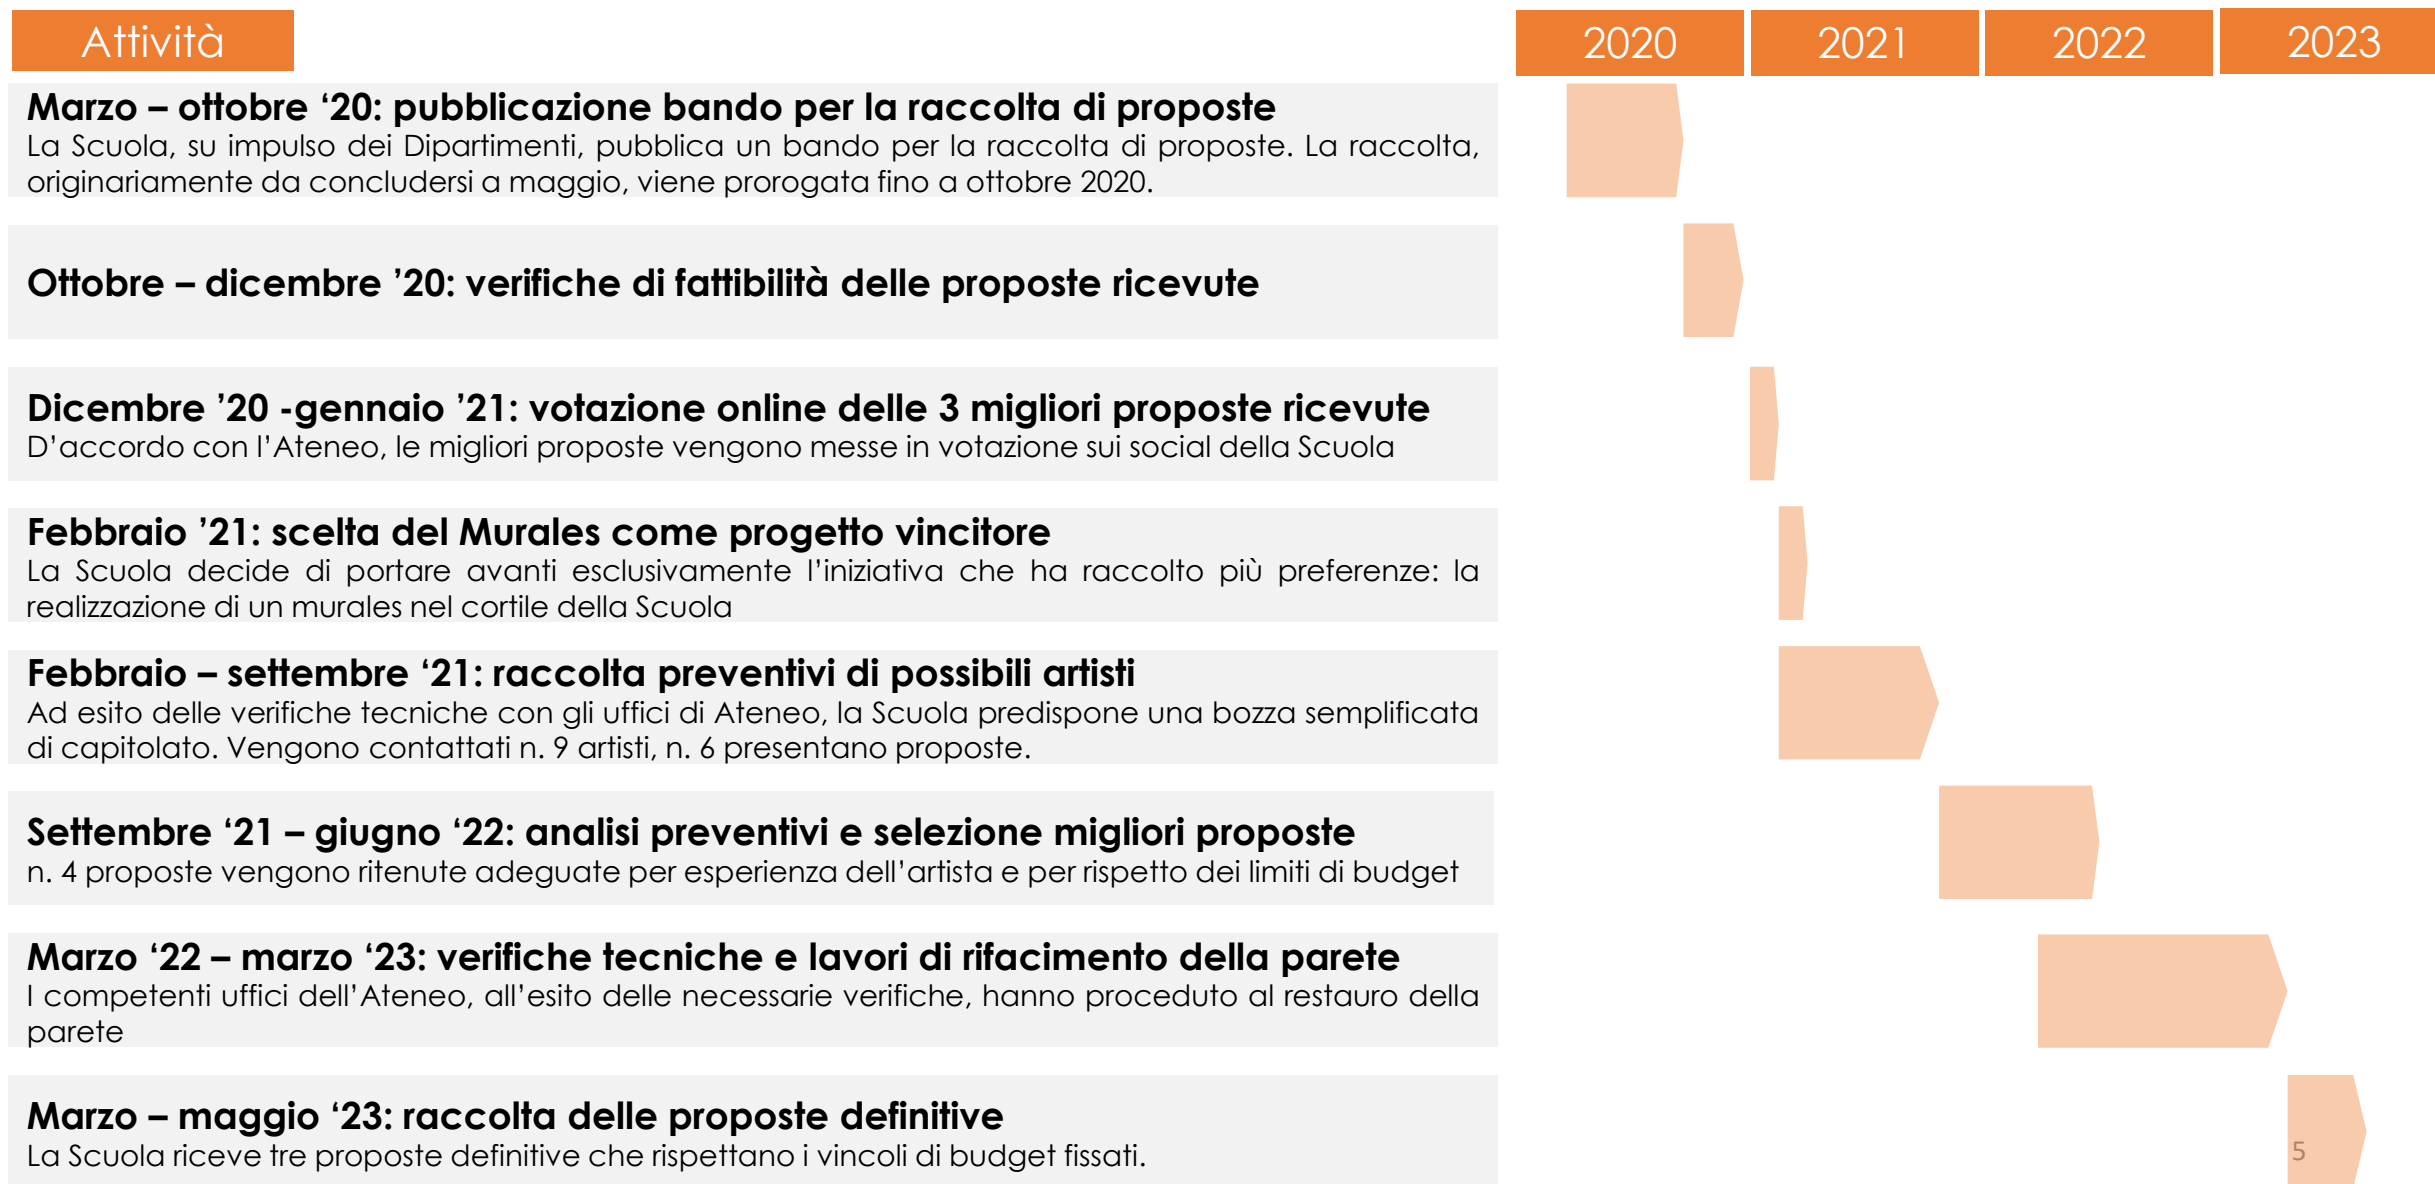 Attività
2020
2021
2022
2023
Marzo – ottobre ‘20: pubblicazione bando per la raccolta di proposte
La Scuola, su impulso dei Dipartimenti, pubblica un bando per la raccolta di proposte. La raccolta,
originariamente da concludersi a maggio, viene prorogata fino a ottobre 2020.
Ottobre – dicembre ’20: verifiche di fattibilità delle proposte ricevute
Dicembre ’20 -gennaio ’21: votazione online delle 3 migliori proposte ricevute
D’accordo con l’Ateneo, le migliori proposte vengono messe in votazione sui social della Scuola
Febbraio ’21: scelta del Murales come progetto vincitore
La Scuola decide di portare avanti esclusivamente l’iniziativa che ha raccolto più preferenze: la
realizzazione di un murales nel cortile della Scuola
Febbraio – settembre ‘21: raccolta preventivi di possibili artisti
Ad esito delle verifiche tecniche con gli uffici di Ateneo, la Scuola predispone una bozza semplificata
di capitolato. Vengono contattati n. 9 artisti, n. 6 presentano proposte.
Settembre ‘21 – giugno ‘22: analisi preventivi e selezione migliori proposte
n. 4 proposte vengono ritenute adeguate per esperienza dell’artista e per rispetto dei limiti di budget
Marzo ‘22 – marzo ‘23: verifiche tecniche e lavori di rifacimento della parete
I competenti uffici dell’Ateneo, all’esito delle necessarie verifiche, hanno proceduto al restauro della
parete
Marzo – maggio ‘23: raccolta delle proposte definitive
La Scuola riceve tre proposte definitive che rispettano i vincoli di budget fissati.
5